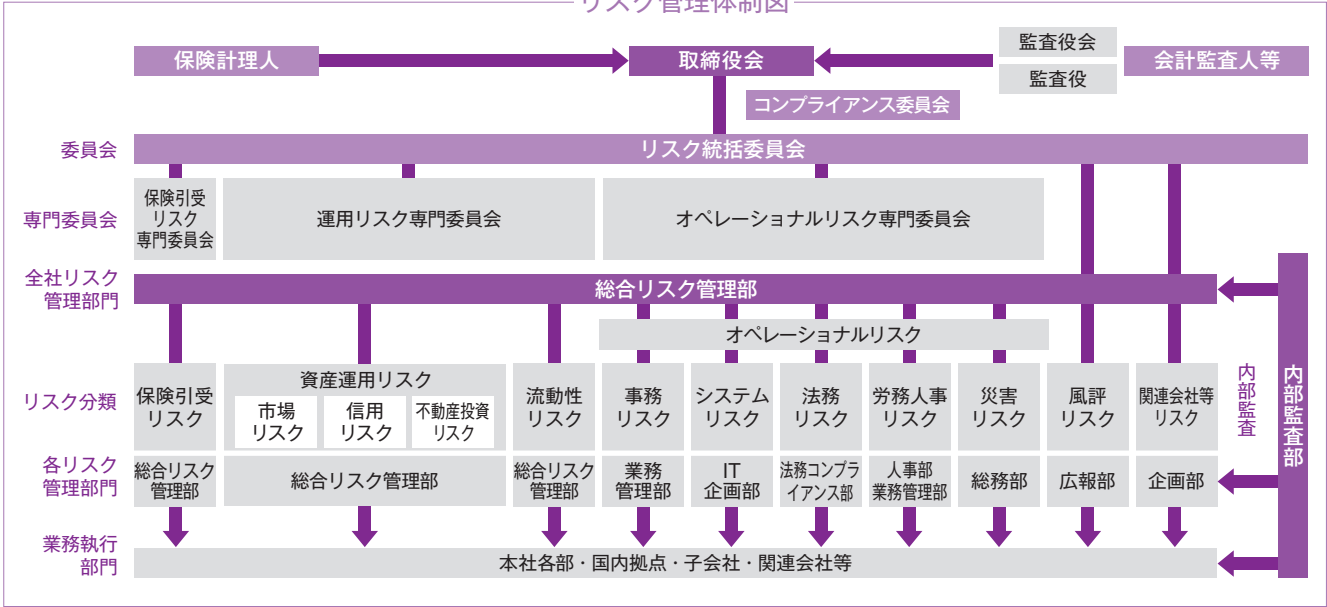 リスク管理体制図
保険計理人
取締役会
監査役会
監査役
会計監査人等
コンプライアンス委員会
委員会
リスク統括委員会
専門委員会
保険引受
リスク
専門委員会
運用リスク専門委員会
オペレーショナルリスク専門委員会
全社リスク
管理部門
総合リスク管理部
オペレーショナルリスク
リスク分類
保険引受
リスク
資産運用リスク
市場
リスク
信用
リスク
不動産投資
リスク
流動性
リスク
事務
リスク
システム
リスク
法務
リスク
労務人事
リスク
災害
リスク
風評
リスク
関連会社等
リスク
内部監査
内部監査部
各リスク
管理部門
総合リスク
管理部
総合リスク管理部
総合リスク
管理部
業務
管理部
IT
企画部
法務コンプラ
イアンス部
人事部
業務管理部
総務部
広報部
企画部
業務執行
部門
本社各部・国内拠点・子会社・関連会社等